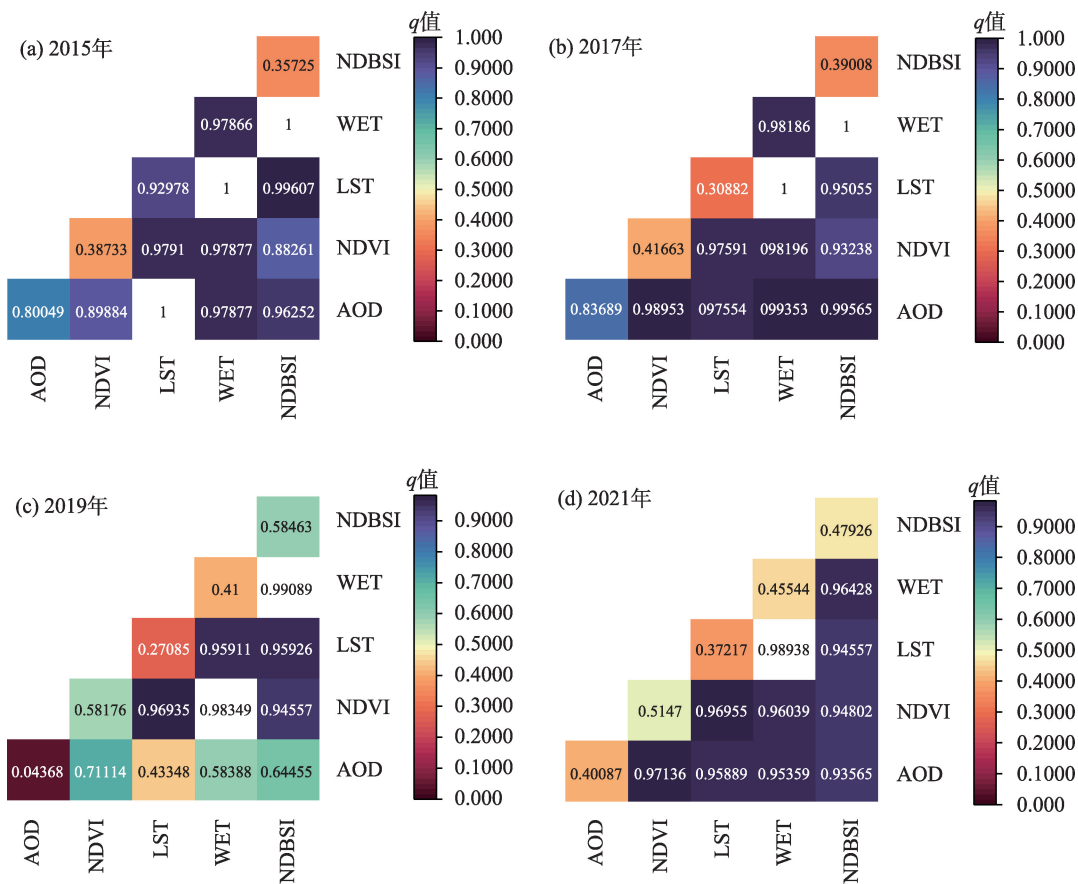 (a) 2015年
q值
0.35725 NDBSI
0.97866 1 WET
0.92978 1 0.99607 LST
0.38733 0.9791 0.97877 0.88261 NDVI
0.80049 0.89884 1 0.97877 0.96252 AOD
AOD NDVI LST WET NDBSI
1.000
0.9000
0.8000
0.7000
0.6000
0.5000
0.4000
0.3000
0.2000
0.1000
0.000
(b) 2017年
q值
0.39008 NDBSI
0.98186 1 WET
0.30882 1 0.95055 LST
0.41663 0.97591 098196 0.93238 NDVI
0.83689 0.98953 097554 099353 0.99565 AOD
AOD NDVI LST WET NDBSI
1.000
0.9000
0.8000
0.7000
0.6000
0.5000
0.4000
0.3000
0.2000
0.1000
0.000
(c) 2019年
q值
0.58463 NDBSI
0.41 0.99089 WET
0.27085 0.95911 0.95926 LST
0.58176 0.96935 0.98349 0.94557 NDVI
0.04368 0.71114 0.43348 0.58388 0.64455 AOD
AOD NDVI LST WET NDBSI
0.9000
0.8000
0.7000
0.6000
0.5000
0.4000
0.3000
0.2000
0.1000
0.000
(d) 2021年
q值
0.47926 NDBSI
0.45544 0.96428 WET
0.37217 0.98938 0.94557 LST
0.5147 0.96955 0.96039 0.94802 NDVI
0.40087 0.97136 0.95889 0.95359 0.93565 AOD
AOD NDVI LST WET NDBSI
0.9000
0.8000
0.7000
0.6000
0.5000
0.4000
0.3000
0.2000
0.1000
0.000